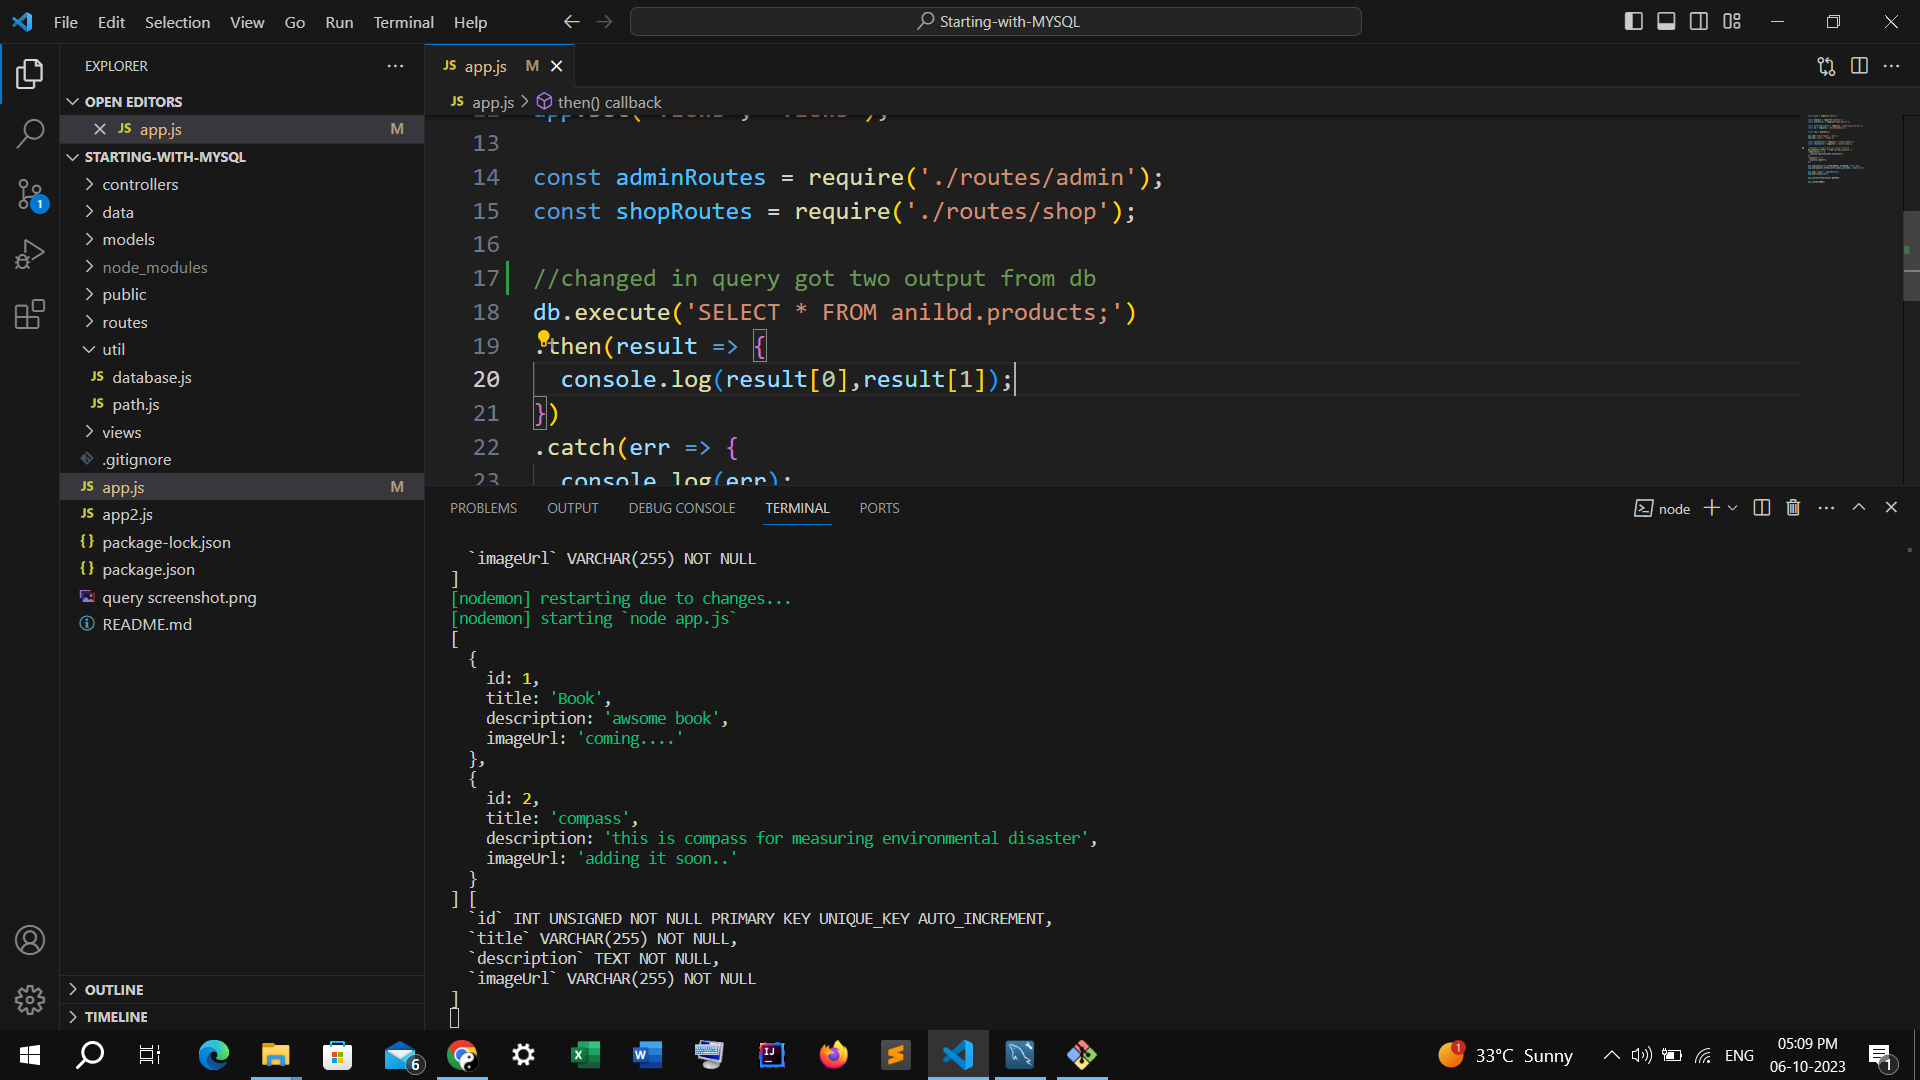 File Edit Selection View Go Run Terminal Help
Starting-with-MYSQL
EXPLORER
OPEN EDITORS
JS app.js M
STARTING-WITH-MYSQL
controllers
data
models
node_modules
public
routes
util
JS database.js
JS path.js
views
.gitignore
JS app.js M
JS app2.js
{} package-lock.json
{} package.json
query screenshot.png
README.md
OUTLINE
TIMELINE
1
JS app.js M
JS app.js > then() callback
13
14 const adminRoutes = require('./routes/admin');
15 const shopRoutes = require('./routes/shop');
16
17 //changed in query got two output from db
18 db.execute('SELECT * FROM anilbd.products;')
19 .then(result => {
20 console.log(result[0],result[1]);
21 })
22 .catch(err => {
23 console.log(err);
PROBLEMS OUTPUT DEBUG CONSOLE TERMINAL PORTS
node
`imageUrl` VARCHAR(255) NOT NULL
]
[nodemon] restarting due to changes...
[nodemon] starting `node app.js`
[
{
id: 1,
title: 'Book',
description: 'awsome book',
imageUrl: 'coming....'
},
{
id: 2,
title: 'compass',
description: 'this is compass for measuring environmental disaster',
imageUrl: 'adding it soon..'
}
] [
`id` INT UNSIGNED NOT NULL PRIMARY KEY UNIQUE_KEY AUTO_INCREMENT,
`title` VARCHAR(255) NOT NULL,
`description` TEXT NOT NULL,
`imageUrl` VARCHAR(255) NOT NULL
]
6
1
33°C Sunny
ENG
05:09 PM
06-10-2023
1